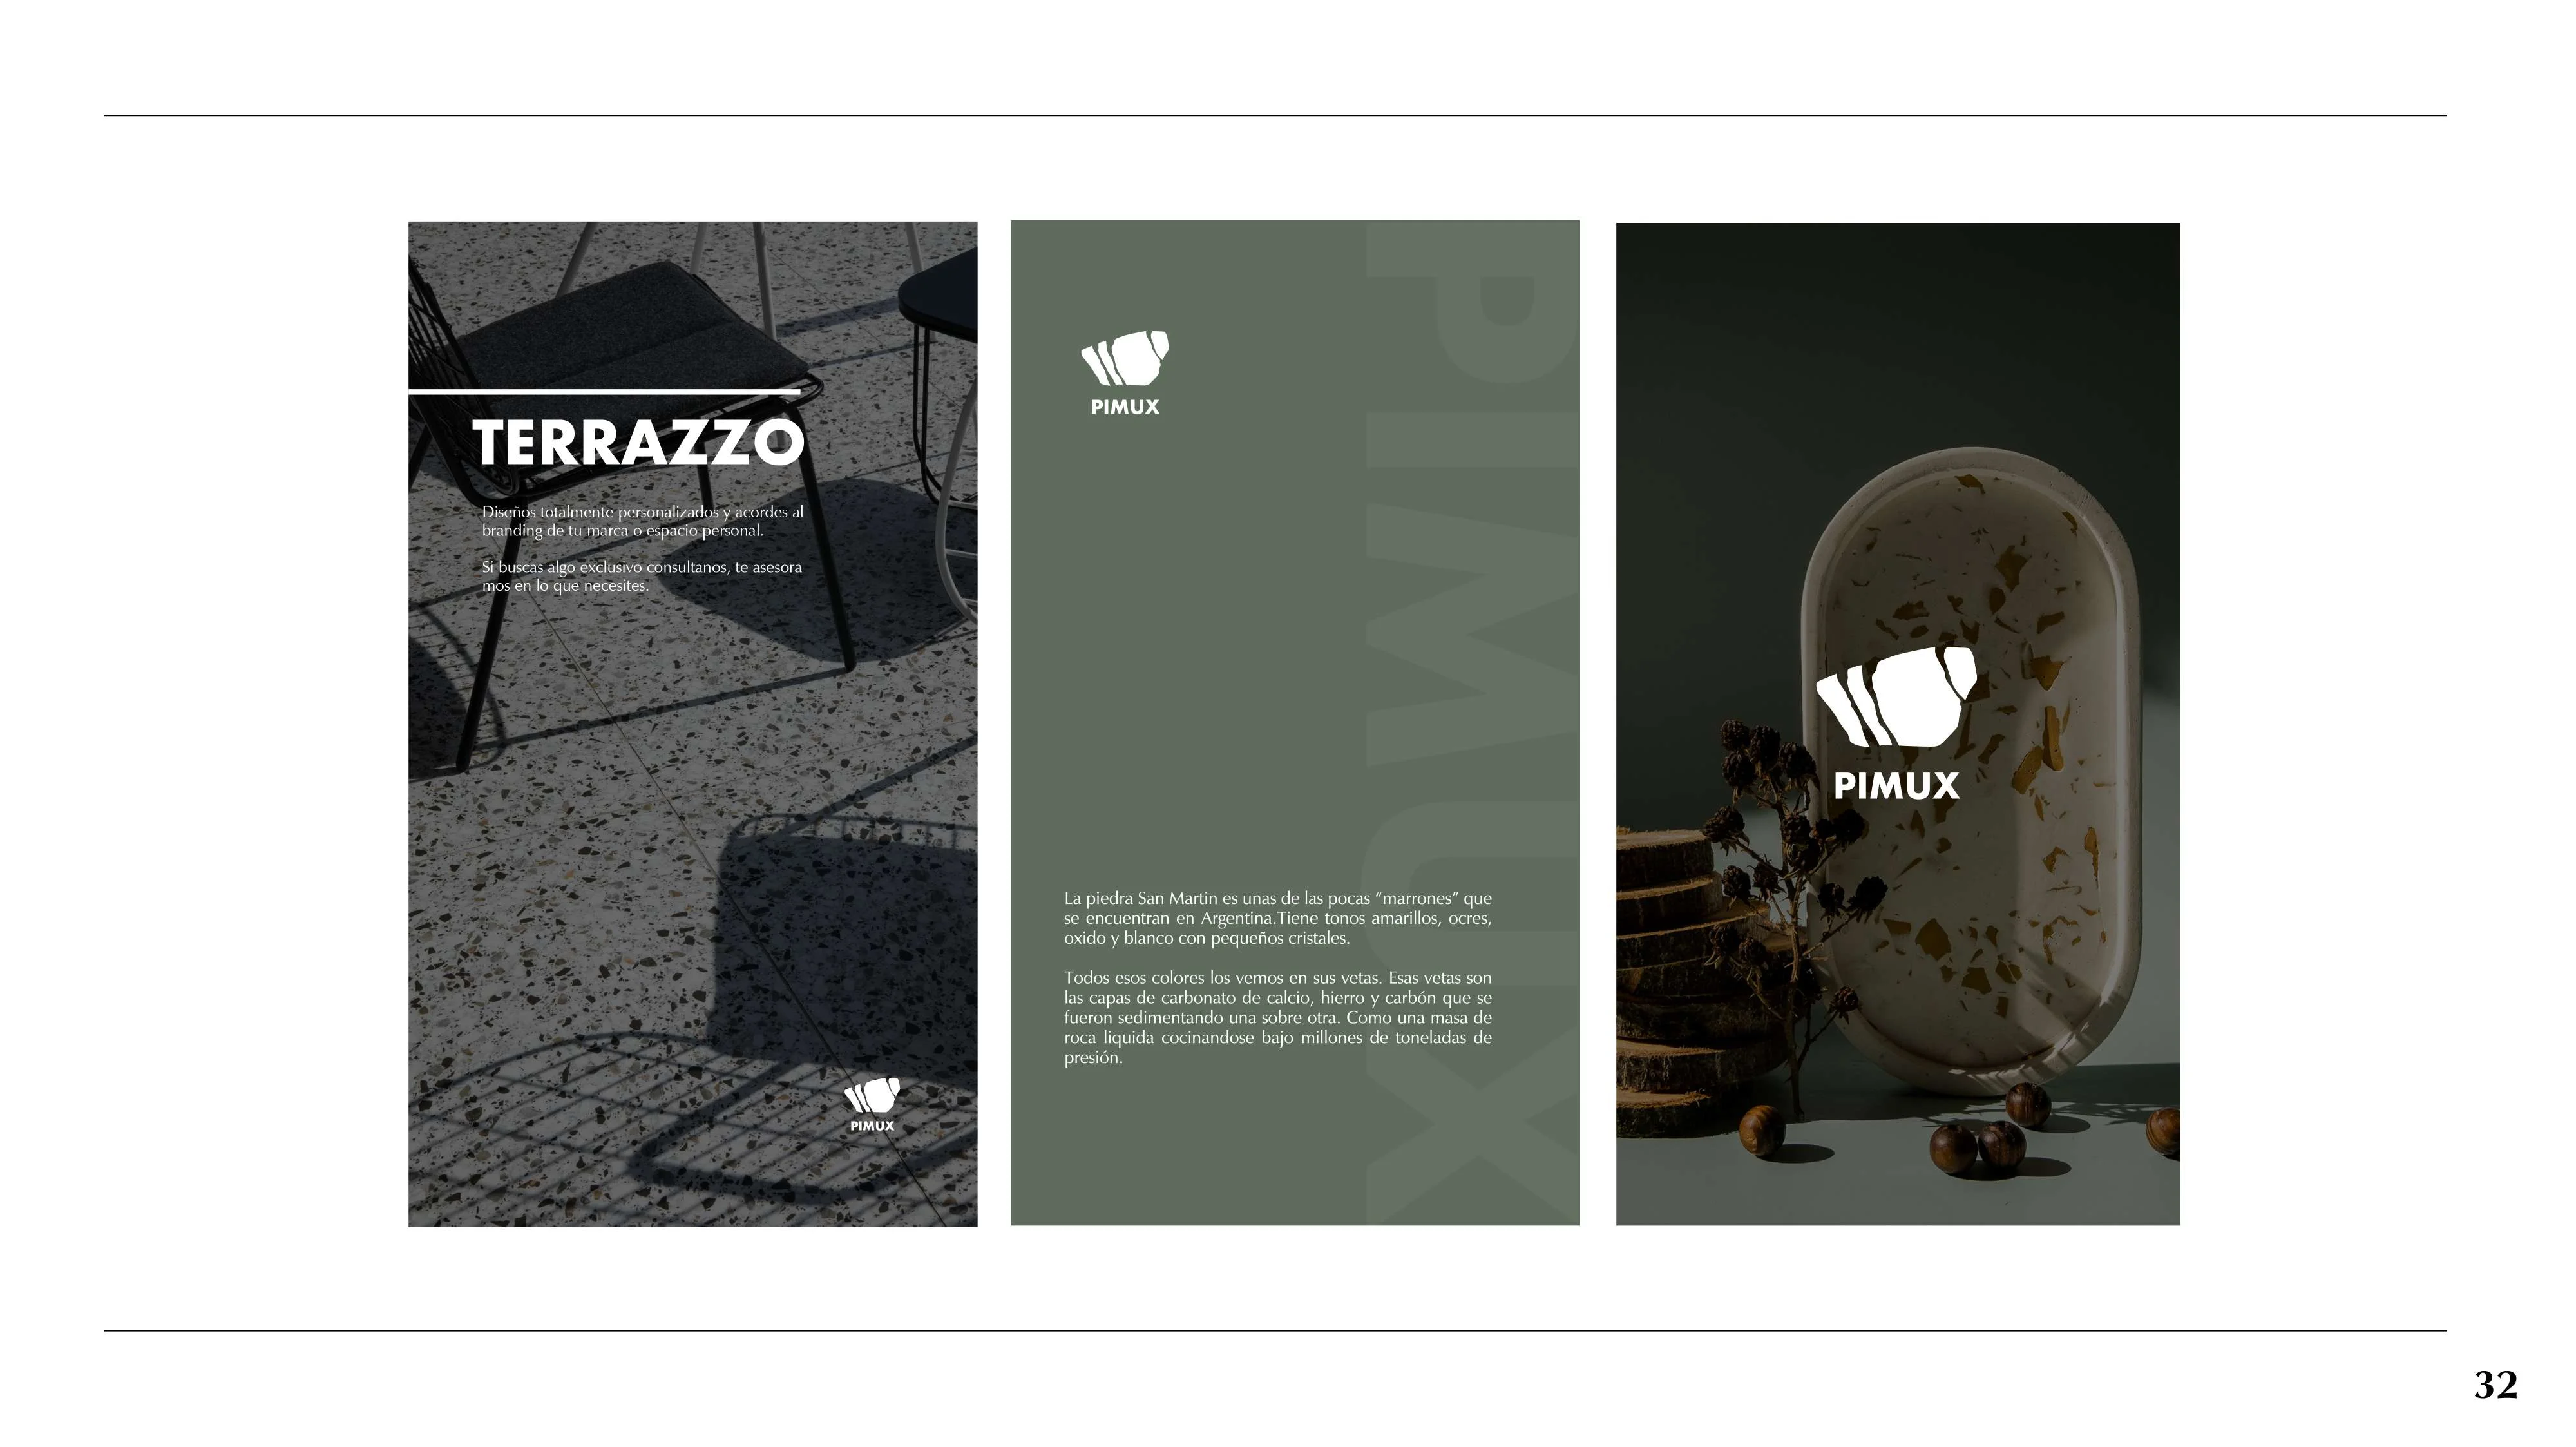 TERRAZZO
Diseños totalmente personalizados y acordes al
branding de tu marca o espacio personal.
Si buscas algo exclusivo consultanos, te asesora
mos en lo que necesites.
PIMUX
PIMUX
PIMUX
La piedra San Martin es unas de las pocas “marrones” que
se encuentran en Argentina.Tiene tonos amarillos, ocres,
oxido y blanco con pequeños cristales.
Todos esos colores los vemos en sus vetas. Esas vetas son
las capas de carbonato de calcio, hierro y carbón que se
fueron sedimentando una sobre otra. Como una masa de
roca liquida cocinandose bajo millones de toneladas de
presión.
PIMUX
32